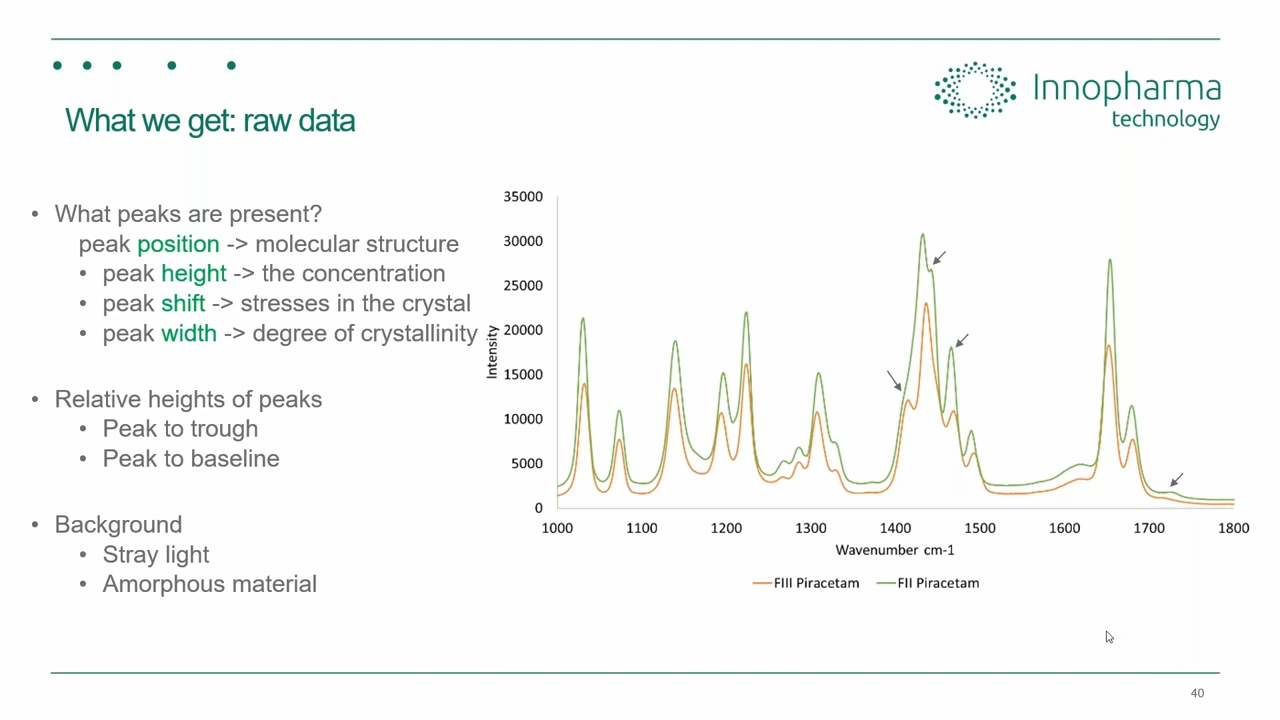 Innopharma
technology
What we get: raw data
• What peaks are present?
peak position -> molecular structure
• peak height -> the concentration
• peak shift -> stresses in the crystal
• peak width -> degree of crystallinity
• Relative heights of peaks
• Peak to trough
• Peak to baseline
• Background
• Stray light
• Amorphous material
Intensity
35000
30000
25000
20000
15000
10000
5000
0
1000 1100 1200 1300 1400 1500 1600 1700 1800
Wavenumber cm-1
FIII Piracetam FII Piracetam
40